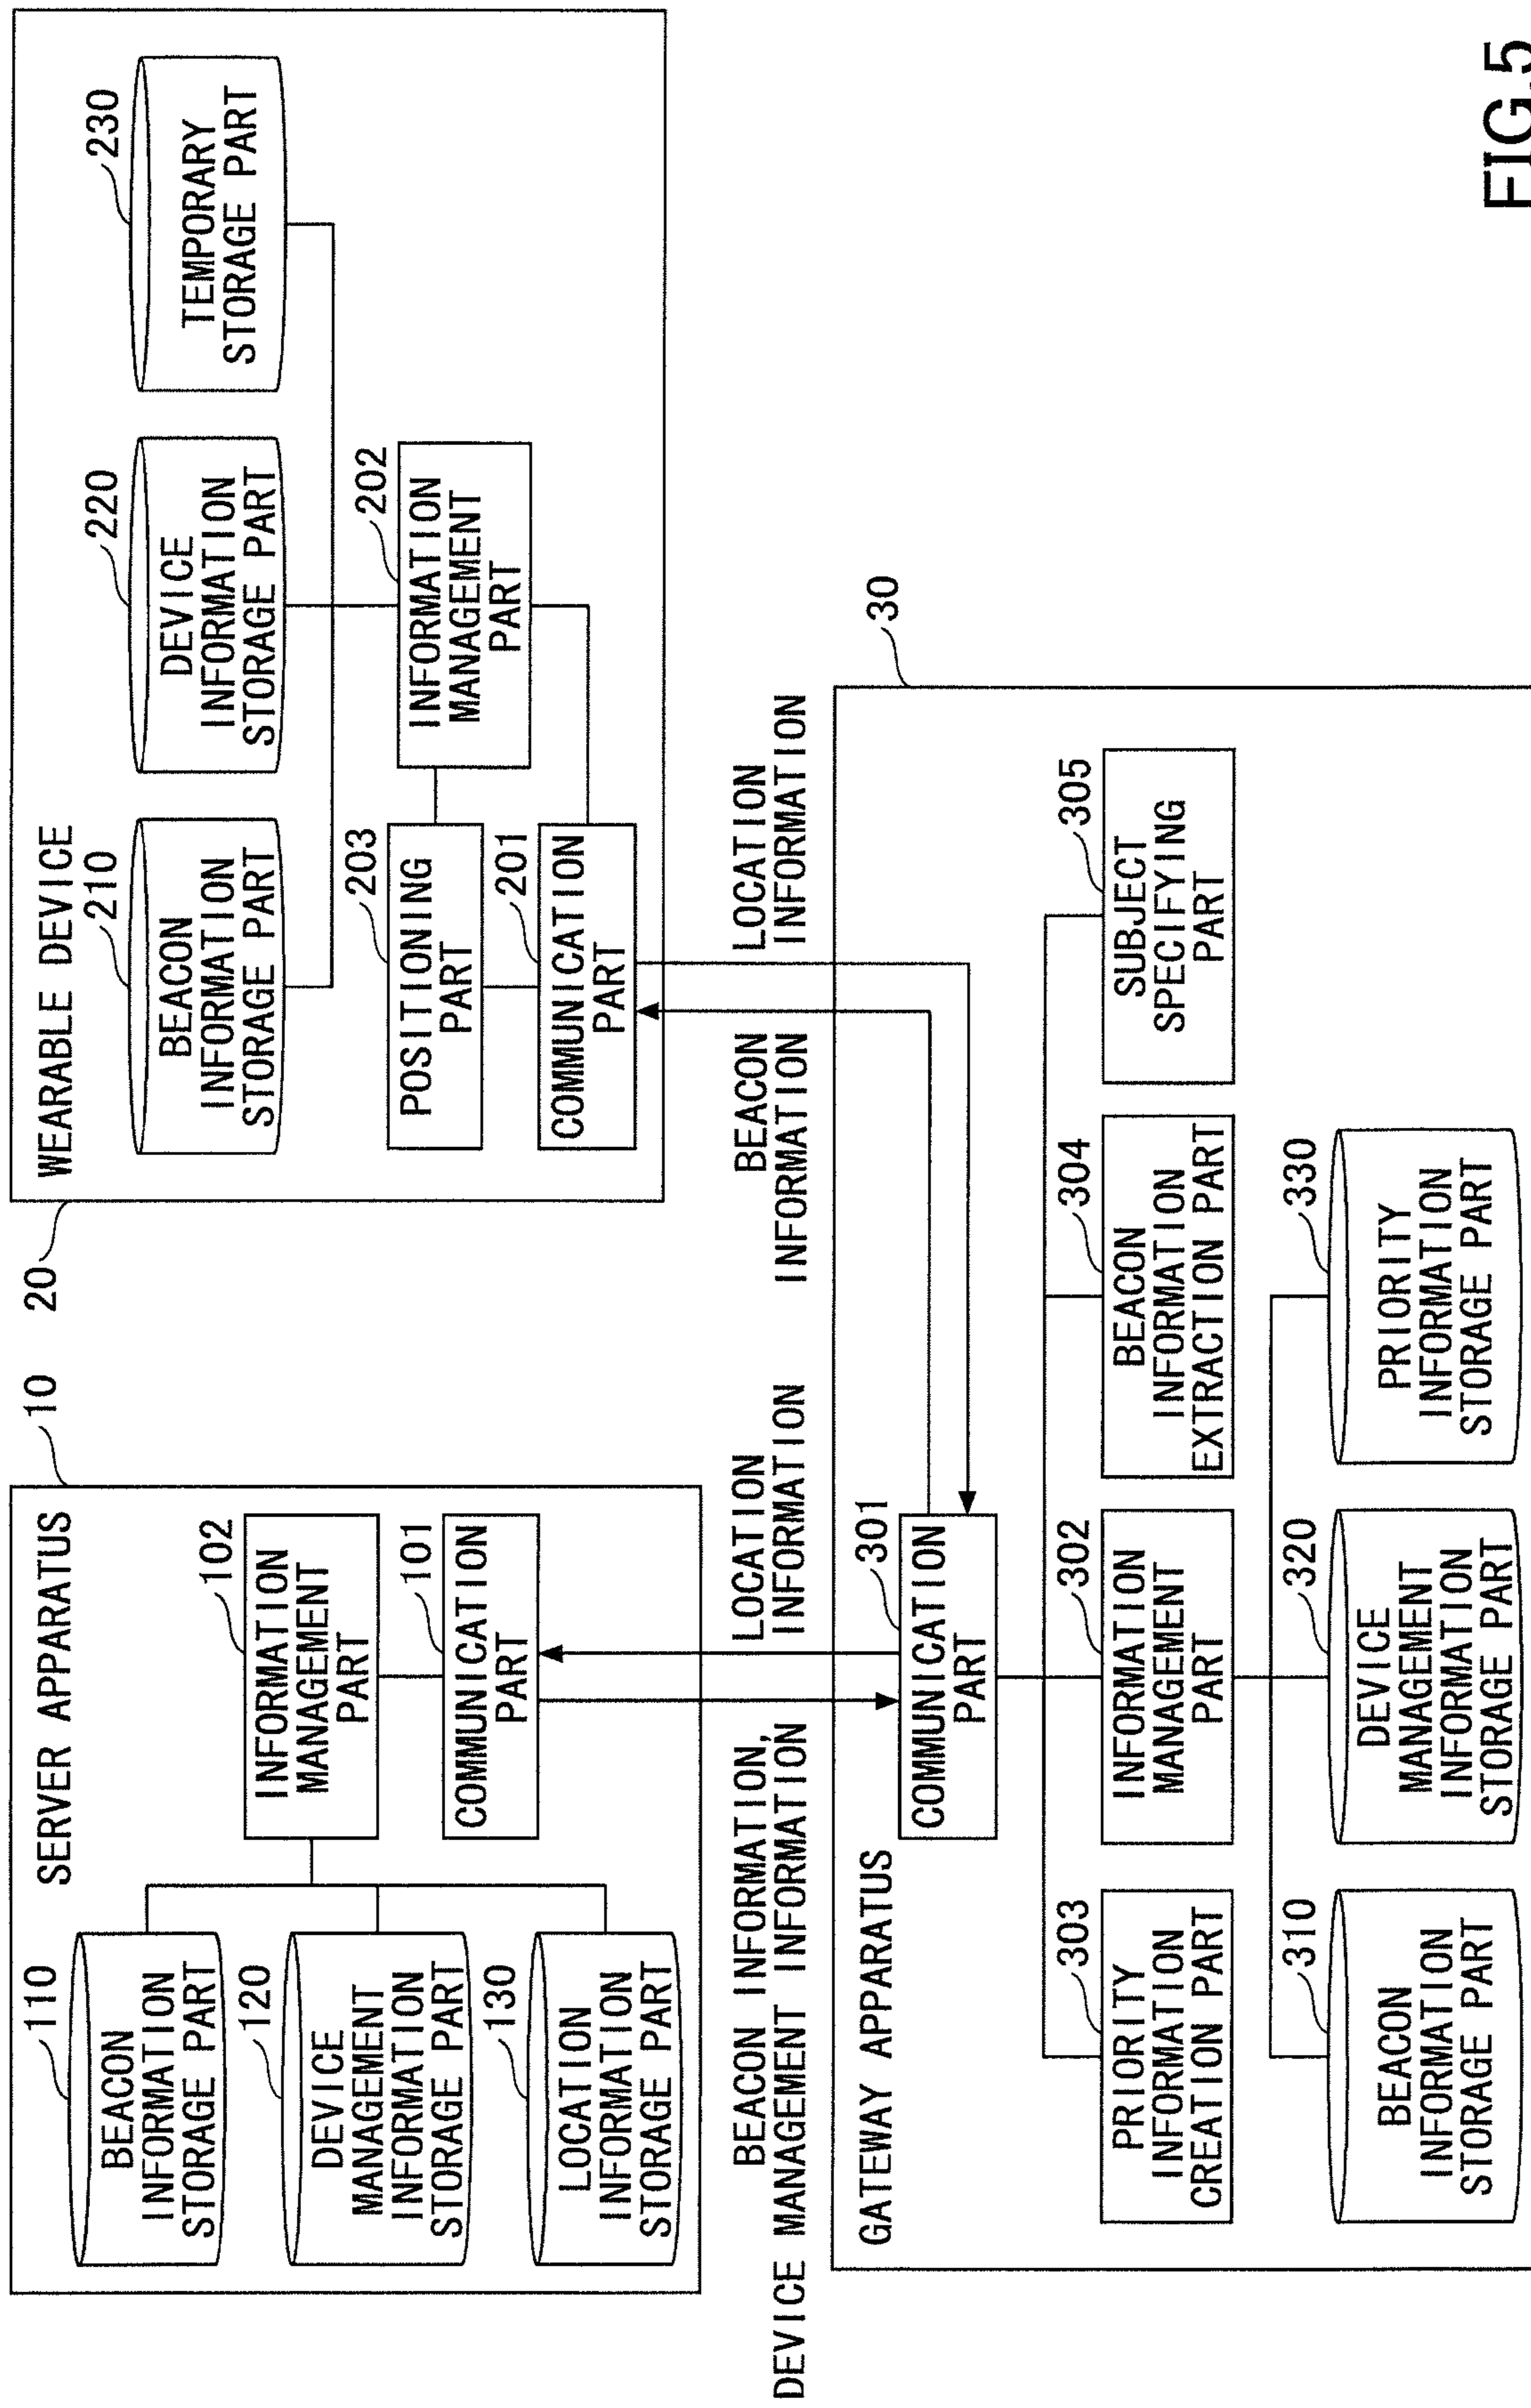 SERVER APPARATUS
10
110
BEACON
INFORMATION
STORAGE PART
120
DEVICE
MANAGEMENT
INFORMATION
STORAGE PART
130
LOCATION
INFORMATION
STORAGE PART
102
INFORMATION
MANAGEMENT
PART
101
COMMUNICATION
PART
20
WEARABLE DEVICE
210
BEACON
INFORMATION
STORAGE PART
220
DEVICE
INFORMATION
STORAGE PART
230
TEMPORARY
STORAGE PART
203
POSITIONING
PART
202
INFORMATION
MANAGEMENT
PART
201
COMMUNICATION
PART
BEACON INFORMATION,
DEVICE MANAGEMENT INFORMATION
LOCATION
INFORMATION
BEACON
INFORMATION
LOCATION
INFORMATION
30
GATEWAY APPARATUS
301
COMMUNICATION
PART
303
PRIORITY
INFORMATION
CREATION PART
302
INFORMATION
MANAGEMENT
PART
304
BEACON
INFORMATION
EXTRACTION PART
305
SUBJECT
SPECIFYING
PART
310
BEACON
INFORMATION
STORAGE PART
320
DEVICE
MANAGEMENT
INFORMATION
STORAGE PART
330
PRIORITY
INFORMATION
STORAGE PART
FIG.5